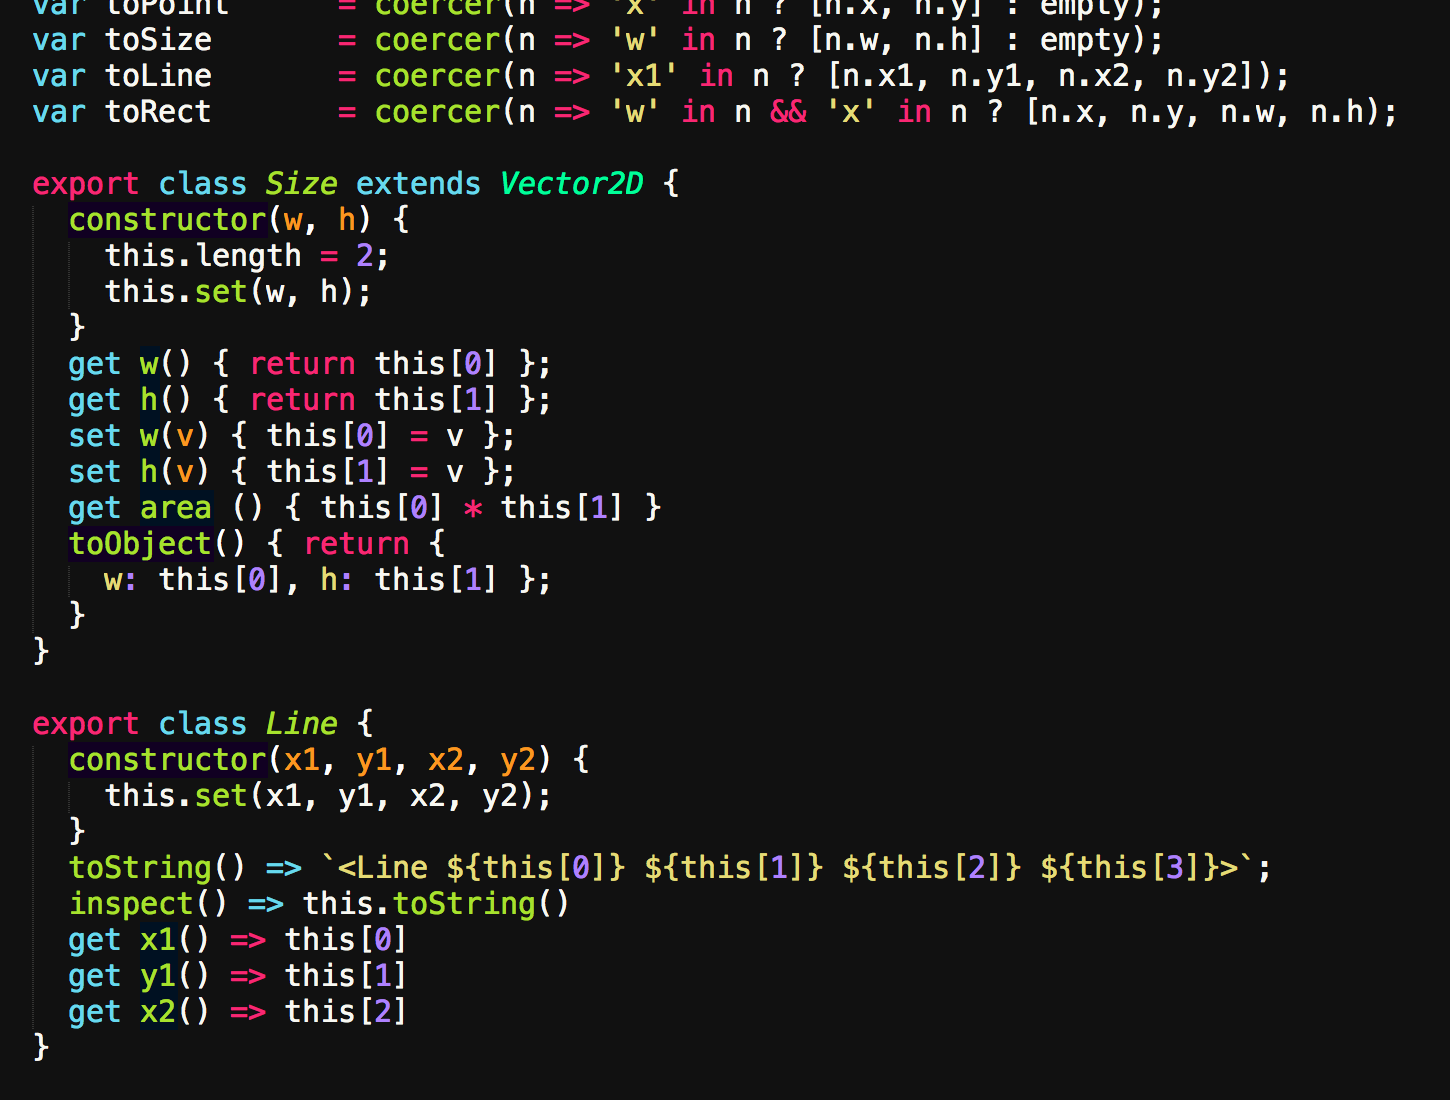 var toPoint      = coercer(n => 'x' in n ? [n.x, n.y] : empty);
var toSize       = coercer(n => 'w' in n ? [n.w, n.h] : empty);
var toLine       = coercer(n => 'x1' in n ? [n.x1, n.y1, n.x2, n.y2]);
var toRect       = coercer(n => 'w' in n && 'x' in n ? [n.x, n.y, n.w, n.h);
export class Size extends Vector2D {
  constructor(w, h) {
    this.length = 2;
    this.set(w, h);
  }
  get w() { return this[0] };
  get h() { return this[1] };
  set w(v) { this[0] = v };
  set h(v) { this[1] = v };
  get area () { this[0] * this[1] }
  toObject() { return {
    w: this[0], h: this[1] };
  }
}
export class Line {
  constructor(x1, y1, x2, y2) {
    this.set(x1, y1, x2, y2);
  }
  toString() => `<Line ${this[0]} ${this[1]} ${this[2]} ${this[3]}>`;
  inspect() => this.toString()
  get x1() => this[0]
  get y1() => this[1]
  get x2() => this[2]
}